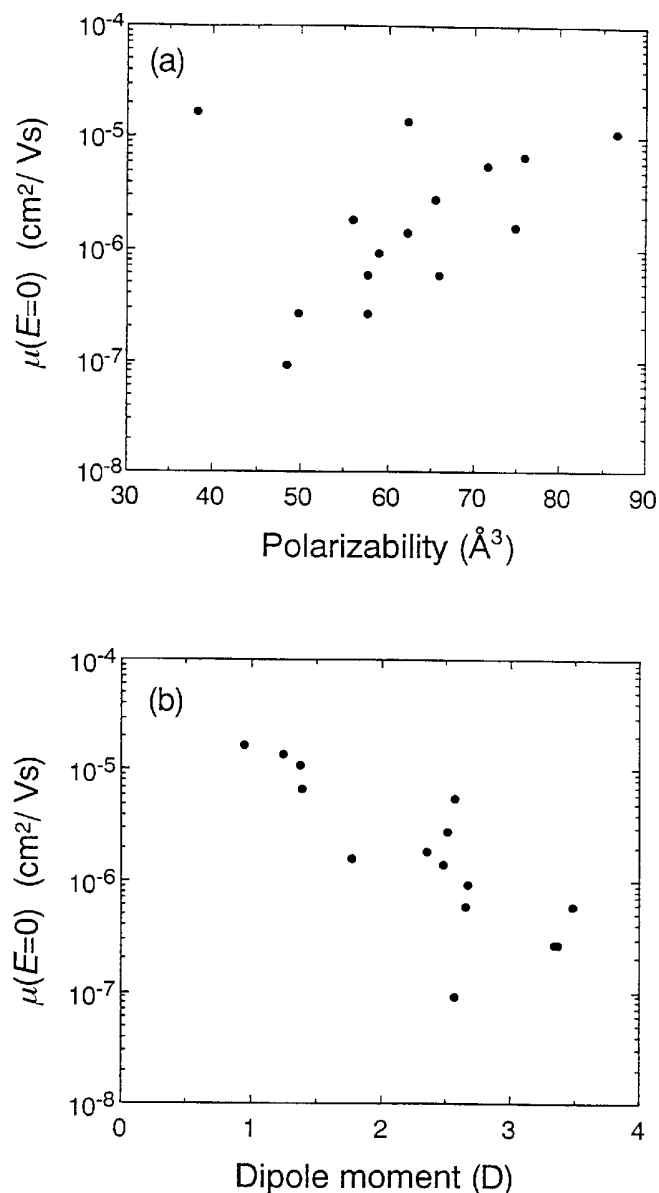 (a)
10⁻⁴
10⁻⁵
10⁻⁶
10⁻⁷
10⁻⁸
μ(E=0) (cm²/ Vs)
30 40 50 60 70 80 90
Polarizability (Å³)
(b)
10⁻⁴
10⁻⁵
10⁻⁶
10⁻⁷
10⁻⁸
μ(E=0) (cm²/ Vs)
0 1 2 3 4
Dipole moment (D)